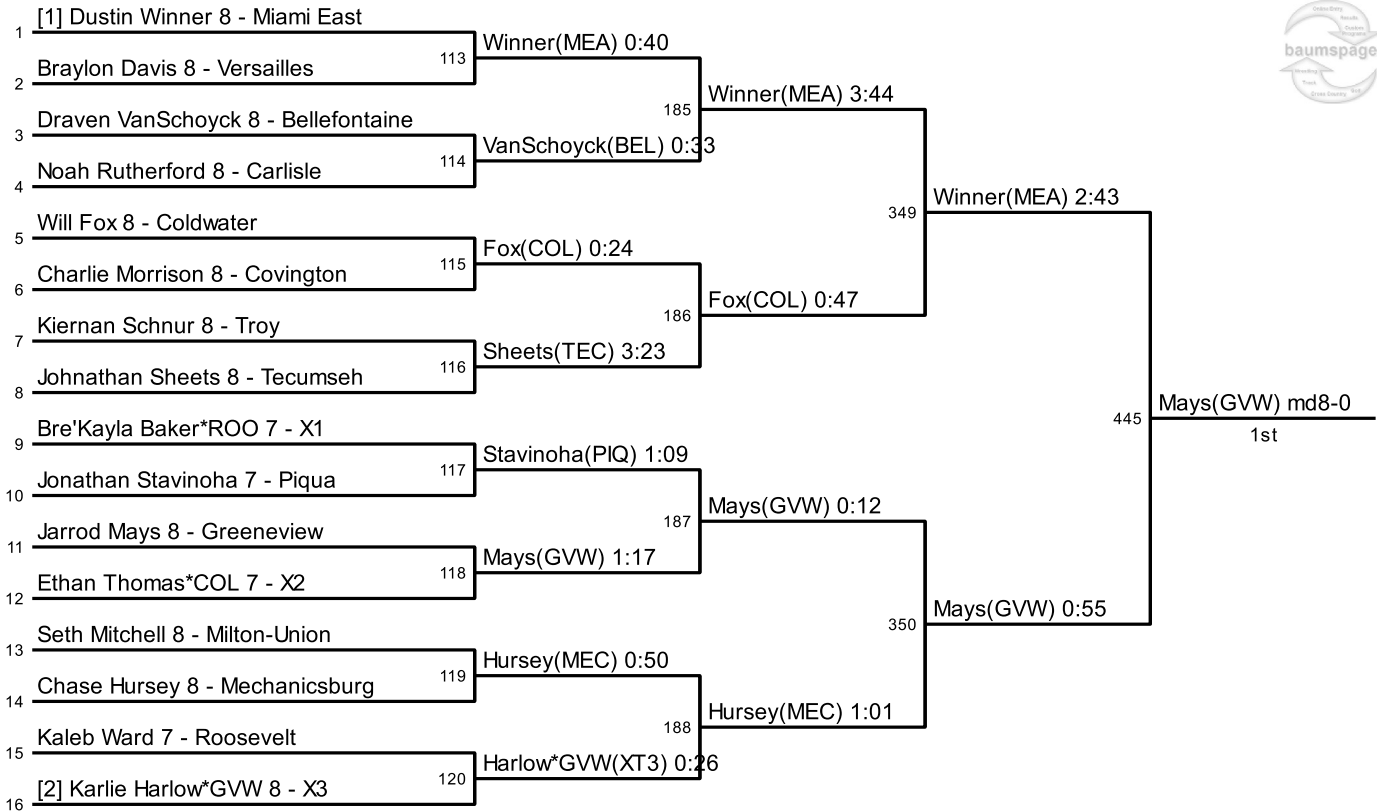 [1] Dustin Winner 8 - Miami East
1
Braylon Davis 8 - Versailles
2
Draven VanSchoyck 8 - Bellefontaine
3
Noah Rutherford 8 - Carlisle
4
Will Fox 8 - Coldwater
5
Charlie Morrison 8 - Covington
6
Kiernan Schnur 8 - Troy
7
Johnathan Sheets 8 - Tecumseh
8
Bre'Kayla Baker*ROO 7 - X1
9
Jonathan Stavinoha 7 - Piqua
10
Jarrod Mays 8 - Greeneview
11
Ethan Thomas*COL 7 - X2
12
Seth Mitchell 8 - Milton-Union
13
Chase Hursey 8 - Mechanicsburg
14
Kaleb Ward 7 - Roosevelt
15
[2] Karlie Harlow*GVW 8 - X3
16
Winner(MEA) 0:40
113
VanSchoyck(BEL) 0:33
114
Fox(COL) 0:24
115
Sheets(TEC) 3:23
116
Stavinoha(PIQ) 1:09
117
Mays(GVW) 1:17
118
Hursey(MEC) 0:50
119
Harlow*GVW(XT3) 0:26
120
Winner(MEA) 3:44
185
Fox(COL) 0:47
186
Mays(GVW) 0:12
187
Hursey(MEC) 1:01
188
Winner(MEA) 2:43
349
Mays(GVW) 0:55
350
Mays(GVW) md8-0
445
1st
Online Entry
Results
baumspage
Track
Cross Country